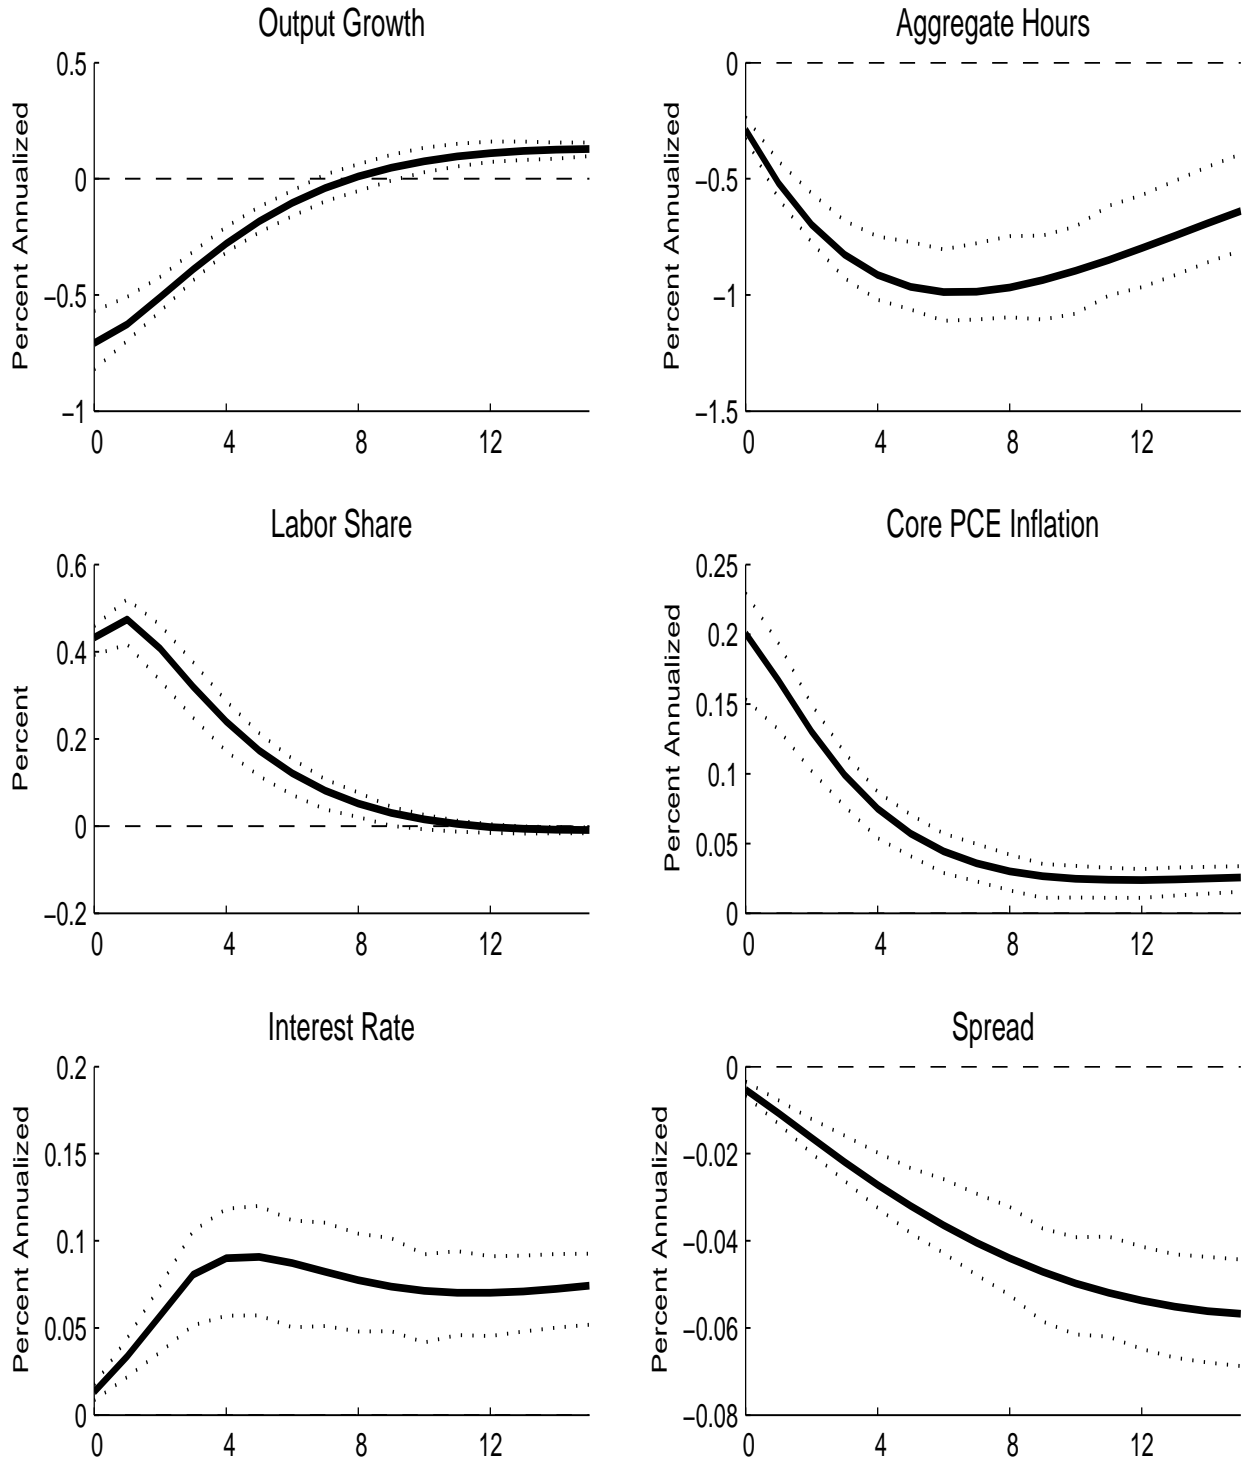 Output Growth
Percent Annualized
0.5
0
−0.5
−1
0 4 8 12
Aggregate Hours
Percent Annualized
0
−0.5
−1
−1.5
0 4 8 12
Labor Share
Percent
0.6
0.4
0.2
0
−0.2
0 4 8 12
Core PCE Inflation
Percent Annualized
0.25
0.2
0.15
0.1
0.05
0
0 4 8 12
Interest Rate
Percent Annualized
0.2
0.15
0.1
0.05
0
0 4 8 12
Spread
Percent Annualized
0
−0.02
−0.04
−0.06
−0.08
0 4 8 12